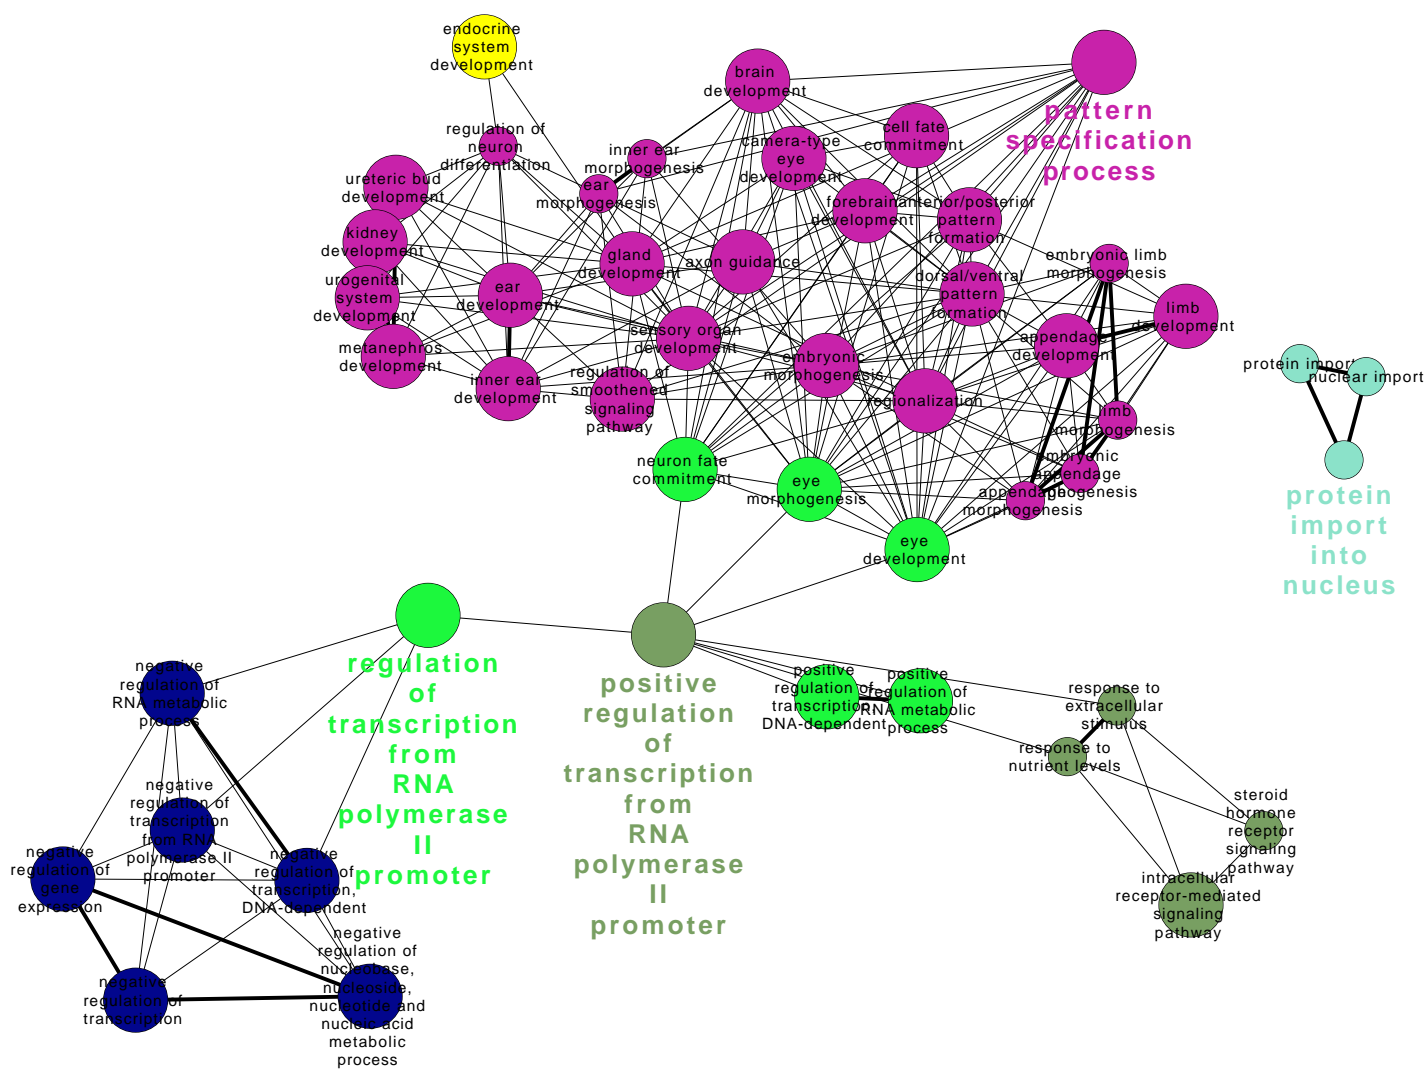 endocrine
system
development
brain
development
pattern
specification
process
regulation of
neuron
differentiation
inner ear
morphogenesis
camera-type
eye
development
cell fate
commitment
ureteric bud
development
ear
morphogenesis
forebrain
development
anterior/posterior
pattern
formation
kidney
development
gland
development
axon guidance
embryonic limb
morphogenesis
urogenital
system
development
ear
development
dorsal/ventral
pattern
formation
limb
development
metanephros
development
sensory organ
development
appendage
development
inner ear
development
regulation of
smoothened
signaling
pathway
embryonic
morphogenesis
regionalization
limb
morphogenesis
protein import
nuclear import
protein
import
into
nucleus
neuron fate
commitment
eye
morphogenesis
embryonic
appendage
morphogenesis
appendage
morphogenesis
eye
development
regulation
of
transcription
from
RNA
polymerase
II
promoter
positive
regulation
of
transcription
from
RNA
polymerase
II
promoter
positive
regulation of
transcription,
DNA-dependent
positive
regulation of
RNA metabolic
process
response to
extracellular
stimulus
response to
nutrient levels
steroid
hormone
receptor
signaling
pathway
intracellular
receptor-mediated
signaling
pathway
negative
regulation of
RNA metabolic
process
negative
regulation of
transcription
from RNA
polymerase II
promoter
negative
regulation of
gene
expression
negative
regulation of
transcription,
DNA-dependent
negative
regulation of
transcription
negative
regulation of
nucleobase,
nucleoside,
nucleotide and
nucleic acid
metabolic
process